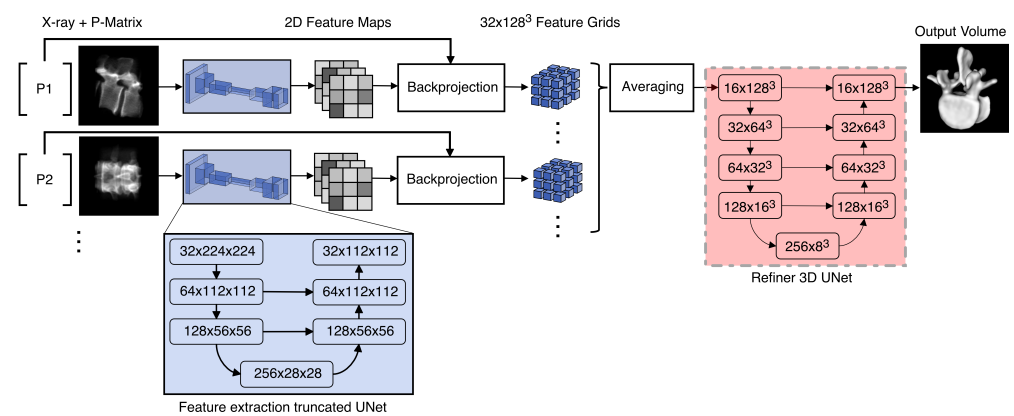 X-ray + P-Matrix
2D Feature Maps
32x128³ Feature Grids
Output Volume
P1
Backprojection
Averaging
P2
Backprojection
16x128³
16x128³
32x64³
32x64³
64x32³
64x32³
128x16³
128x16³
256x8³
Refiner 3D UNet
32x224x224
32x112x112
64x112x112
64x112x112
128x56x56
128x56x56
256x28x28
Feature extraction truncated UNet